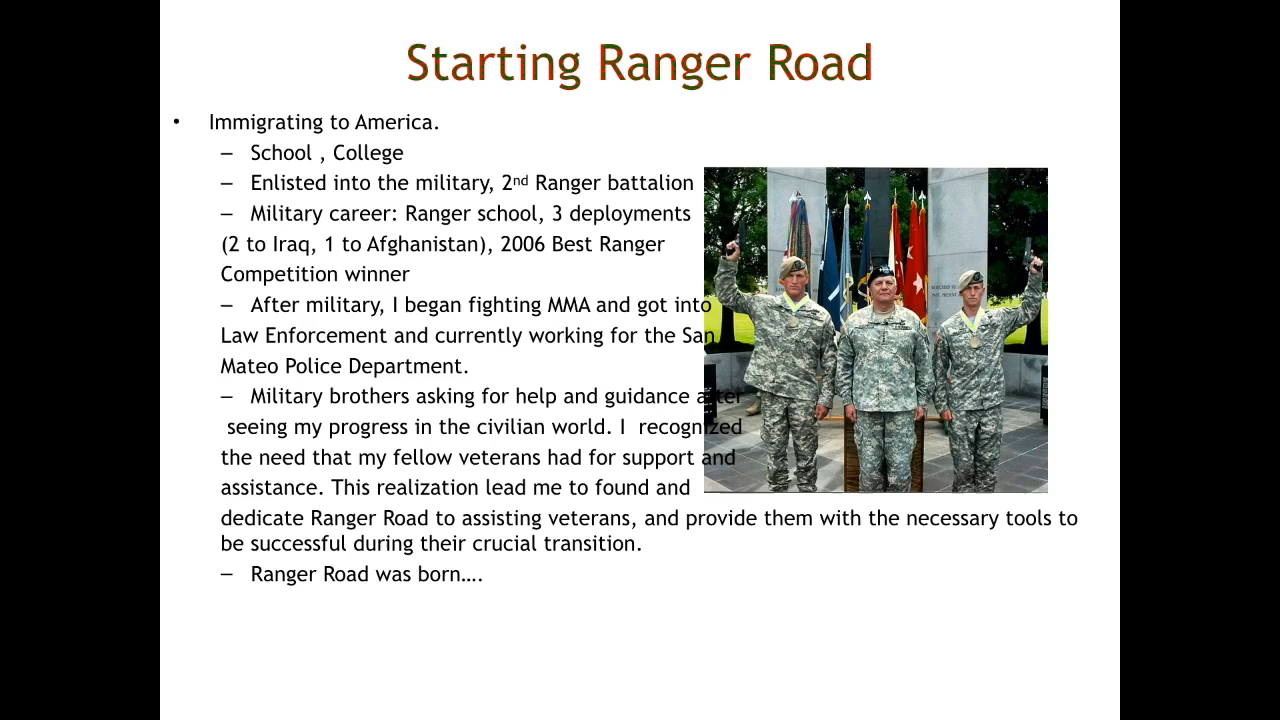 Starting Ranger Road
• Immigrating to America.
– School , College
– Enlisted into the military, 2nd Ranger battalion
– Military career: Ranger school, 3 deployments
(2 to Iraq, 1 to Afghanistan), 2006 Best Ranger
Competition winner
– After military, I began fighting MMA and got into
Law Enforcement and currently working for the San
Mateo Police Department.
– Military brothers asking for help and guidance after
seeing my progress in the civilian world. I  recognized
the need that my fellow veterans had for support and
assistance. This realization lead me to found and
dedicate Ranger Road to assisting veterans, and provide them with the necessary tools to
be successful during their crucial transition.
– Ranger Road was born….